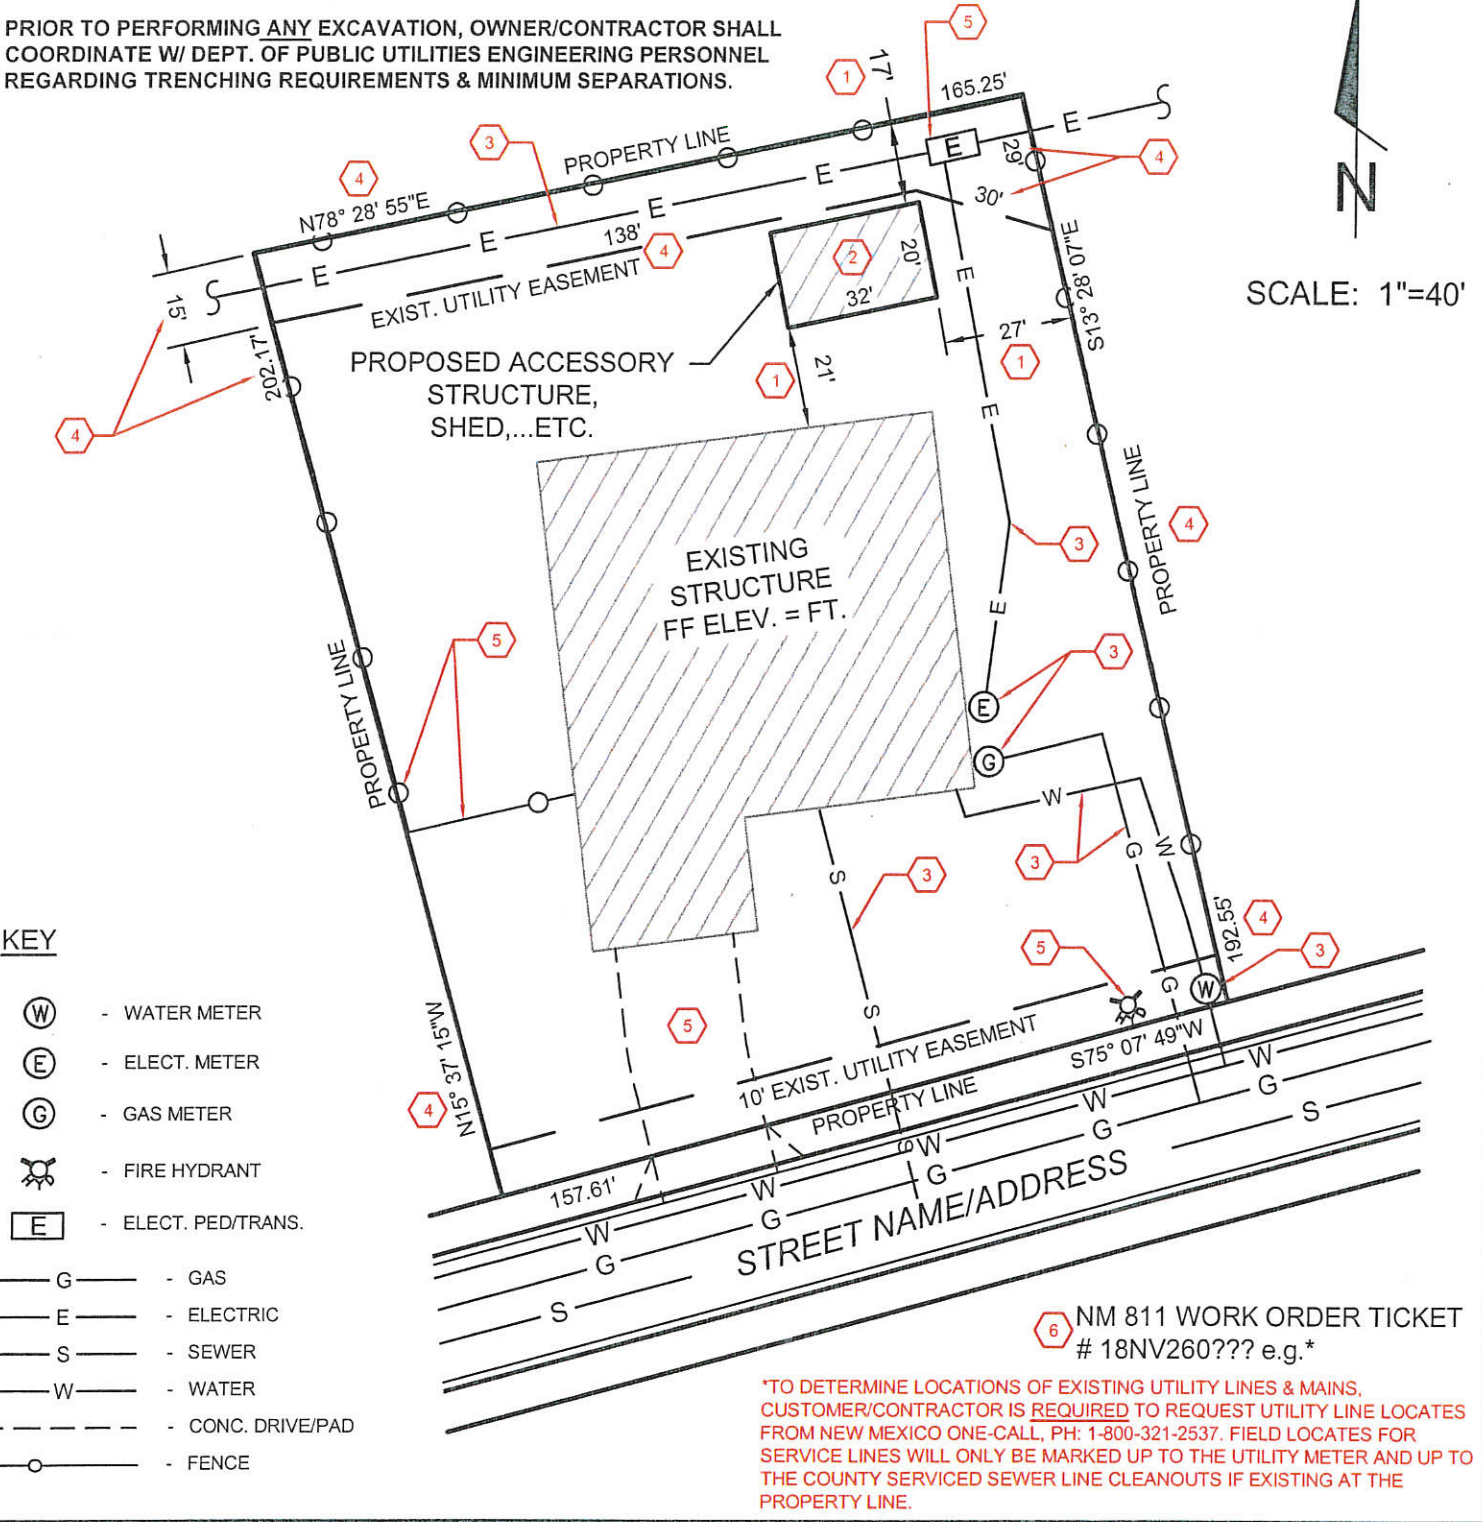 PRIOR TO PERFORMING ANY EXCAVATION, OWNER/CONTRACTOR SHALL
COORDINATE W/ DEPT. OF PUBLIC UTILITIES ENGINEERING PERSONNEL
REGARDING TRENCHING REQUIREMENTS & MINIMUM SEPARATIONS.
5
1
17'
165.25'
E
3
PROPERTY LINE
E
29'
4
4
N78° 28' 55"E
E
30'
N
E
138'
4
E
E
15'
EXIST. UTILITY EASEMENT
2
20'
32'
E
S13° 28' 07"E
SCALE: 1"=40'
27'
1
202.17'
PROPOSED ACCESSORY
STRUCTURE,
SHED,...ETC.
1
21'
4
E
PROPERTY LINE
4
3
EXISTING
STRUCTURE
FF ELEV. = FT.
E
5
3
PROPERTY LINE
E
G
W
3
G
W
S
3
192.55'
4
KEY
5
3
W - WATER METER
E - ELECT. METER
G - GAS METER
FIRE HYDRANT
E - ELECT. PED/TRANS.
G - GAS
E - ELECTRIC
S - SEWER
W - WATER
- CONC. DRIVE/PAD
- FENCE
G
W
S
5
N15° 37' 15"W
4
10' EXIST. UTILITY EASEMENT
S75° 07' 49"W
PROPERTY LINE
157.61'
W
W
W
W
W
G
G
G
G
G
S
S
S
STREET NAME/ADDRESS
6 NM 811 WORK ORDER TICKET
# 18NV260??? e.g.*
*TO DETERMINE LOCATIONS OF EXISTING UTILITY LINES & MAINS,
CUSTOMER/CONTRACTOR IS REQUIRED TO REQUEST UTILITY LINE LOCATES
FROM NEW MEXICO ONE-CALL, PH: 1-800-321-2537. FIELD LOCATES FOR
SERVICE LINES WILL ONLY BE MARKED UP TO THE UTILITY METER AND UP TO
THE COUNTY SERVICED SEWER LINE CLEANOUTS IF EXISTING AT THE
PROPERTY LINE.